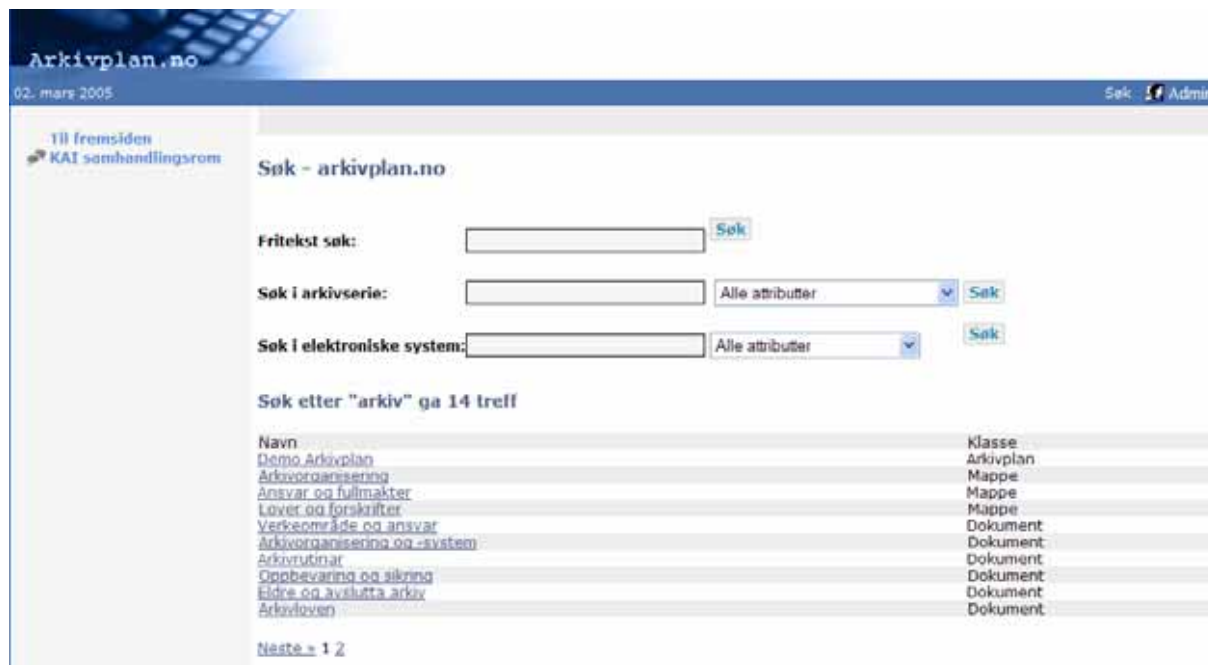 Arkivplan.no
02. mars 2005 Søk Admin
Til fremsiden
KAI samhandlingsrom
Søk - arkivplan.no
Fritekst søk: Søk
Søk i arkivserie: Alle attributter Søk
Søk i elektroniske system: Alle attributter Søk
Søk etter "arkiv" ga 14 treff
Navn Klasse
Demo Arkivplan Arkivplan
Arkivorganisering Mappe
Ansvar og fullmakter Mappe
Lover og forskrifter Mappe
Verkeområde og ansvar Dokument
Arkivorganisering og -system Dokument
Arkivrutinar Dokument
Oppbevaring og sikring Dokument
Eldre og avslutta arkiv Dokument
Arkivloven Dokument
Neste » 1 2